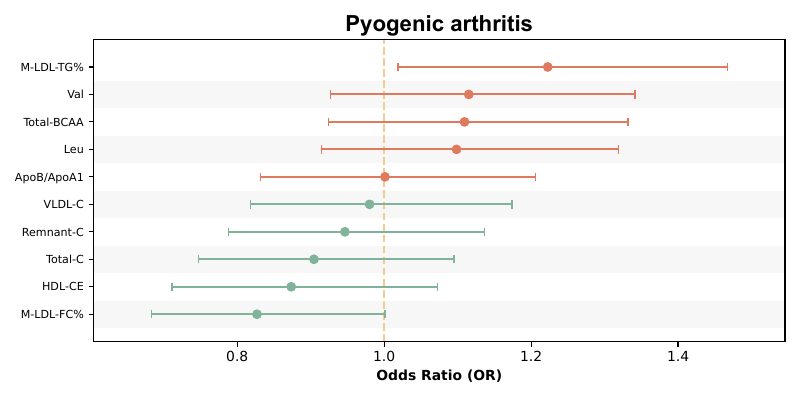 Pyogenic arthritis
M-LDL-TG%
Val
Total-BCAA
Leu
ApoB/ApoA1
VLDL-C
Remnant-C
Total-C
HDL-CE
M-LDL-FC%
0.8 1.0 1.2 1.4
Odds Ratio (OR)